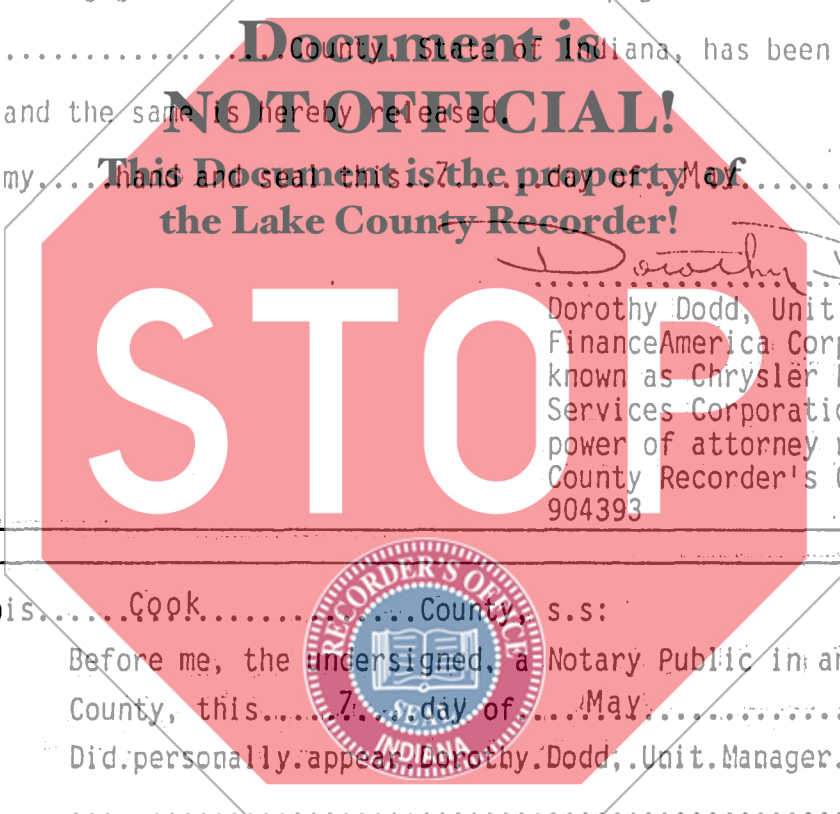 Document is
.................County, State of Indiana, has been
NOT OFFICIAL!
and the same is hereby released.
This Document is the property of
my.....hand and seal this...7.......day of...May.......
the Lake County Recorder!
Dorothy
STOP
Dorothy Dodd, Unit
FinanceAmerica Corp
known as Chrysler
Services Corporatio
power of attorney
County Recorder's
904393
RECORDER'S OFFICE
SEAL
INDIANA
is......Cook...............County, s.s:
Before me, the undersigned, a Notary Public in an
County, this.......7....day of.....May.............
Did.personally.appear.Dorothy.Dodd,.Unit.Manager.